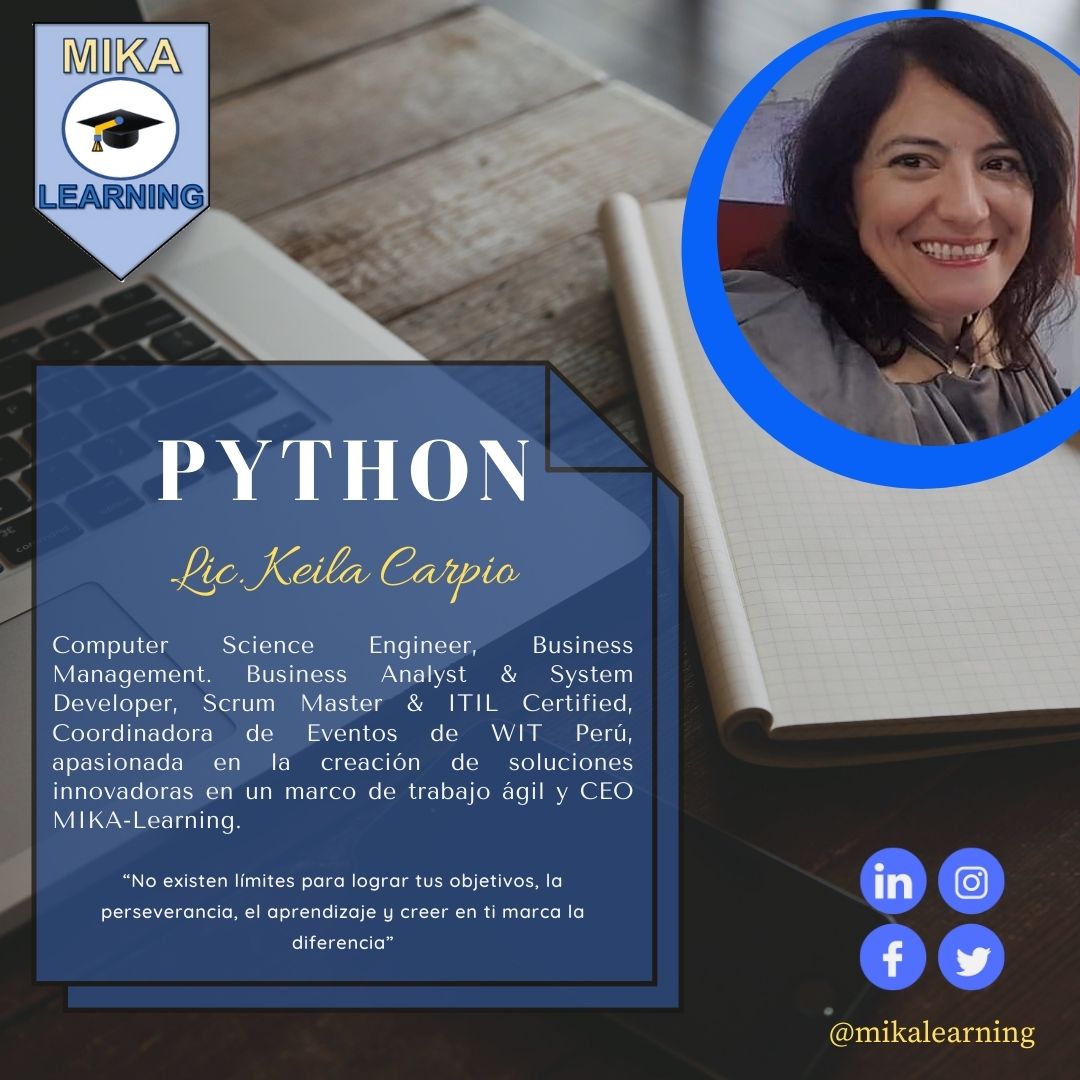 MIKA
LEARNING
PYTHON
Lic. Keila Carpio
Computer Science Engineer, Business
Management. Business Analyst & System
Developer, Scrum Master & ITIL Certified,
Coordinadora de Eventos de WIT Perú,
apasionada en la creación de soluciones
innovadoras en un marco de trabajo ágil y CEO
MIKA-Learning.
“No existen límites para lograr tus objetivos, la
perseverancia, el aprendizaje y creer en ti marca la
diferencia”
in
f
@mikalearning